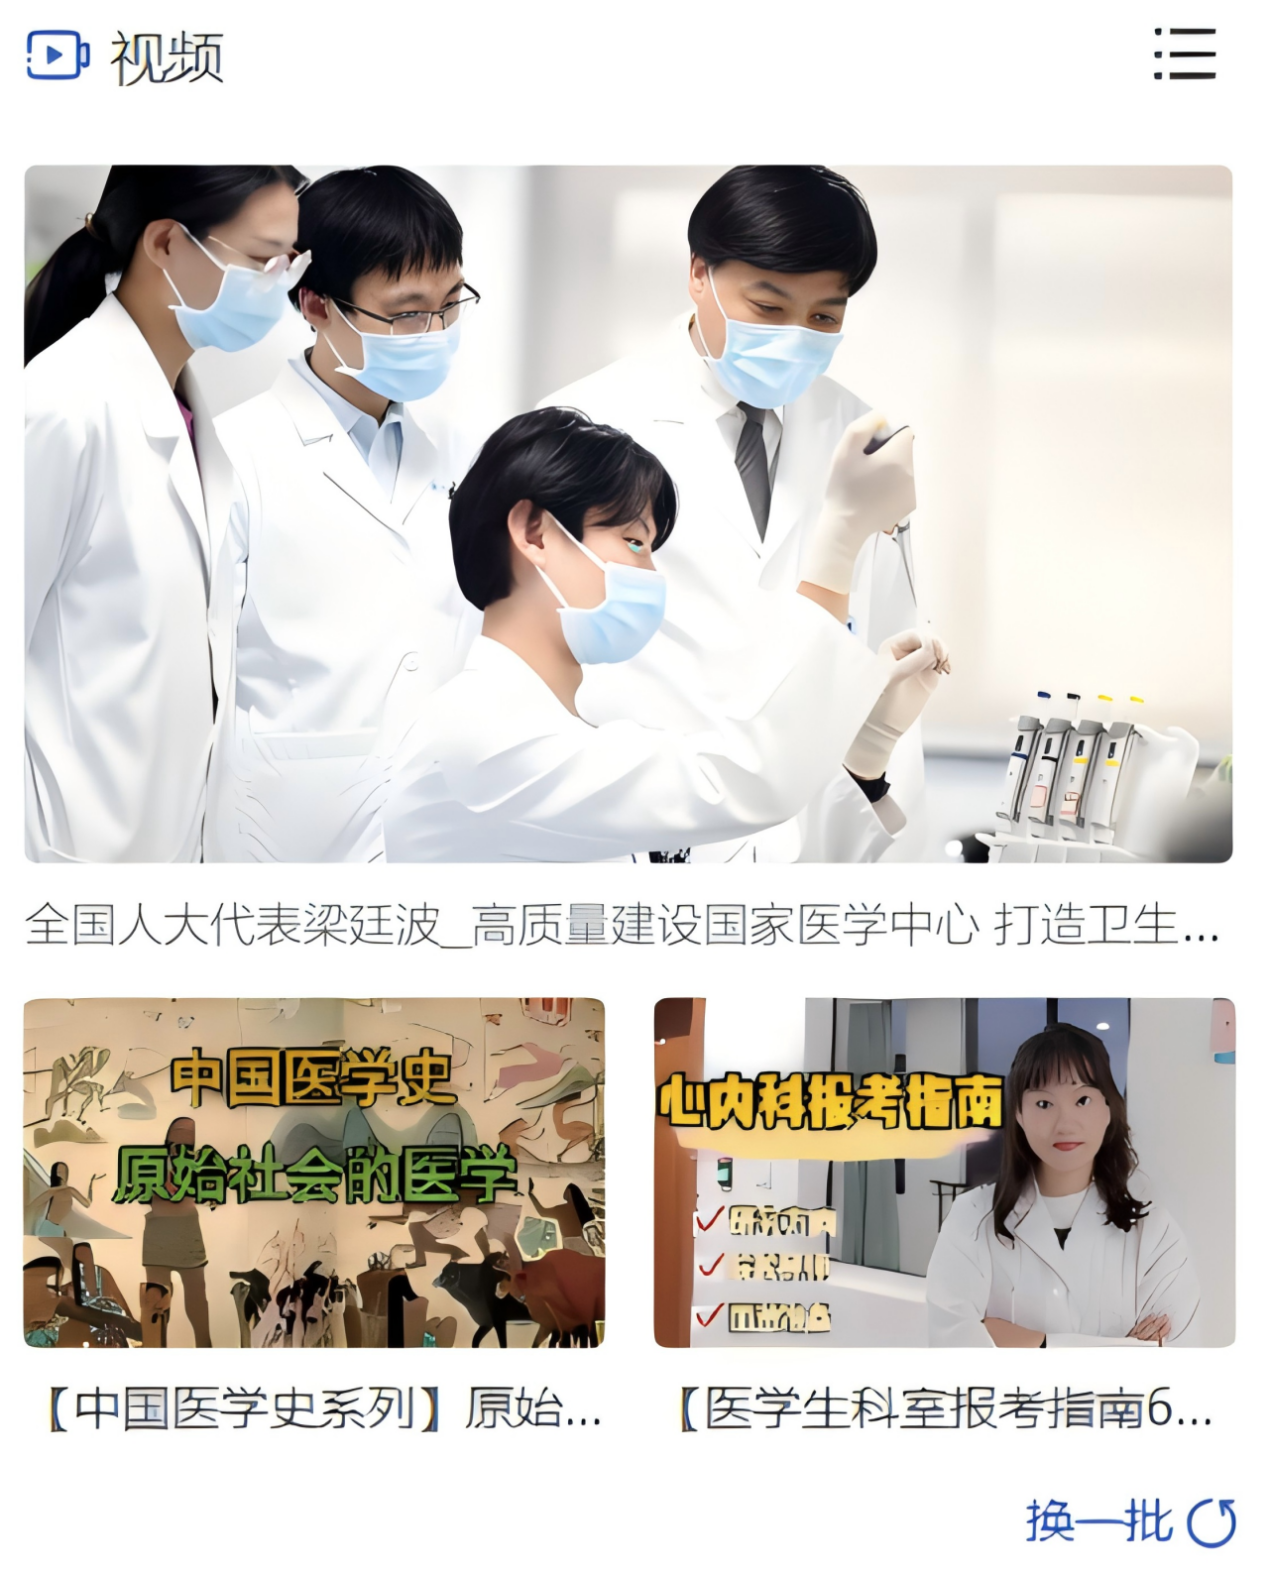 视频
全国人大代表梁廷波_高质量建设国家医学中心 打造卫生...
中国医学史
原始社会的医学
心内科报考指南
【中国医学史系列】原始...
【医学生科室报考指南6...
换一批